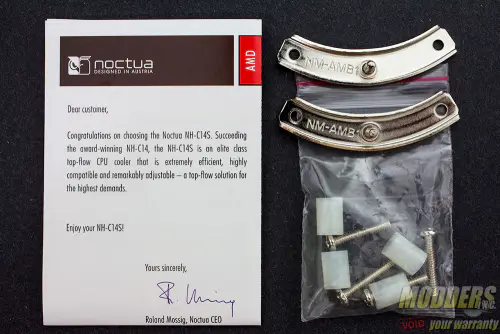 noctua
DESIGNED IN AUSTRIA
AMD
Dear customer,
Congratulations on choosing the Noctua NH-C14S. Succeeding
the award-winning NH-C14, the NH-C14S is an elite class
top-flow CPU cooler that is extremely efficient, highly
compatible and remarkably adjustable – a top-flow solution for
the highest demands.
Enjoy your NH-C14S!
Yours sincerely,
Roland Mossig, Noctua CEO
NM-AMB1
NM-AMB1
MODDERS
void your warranty